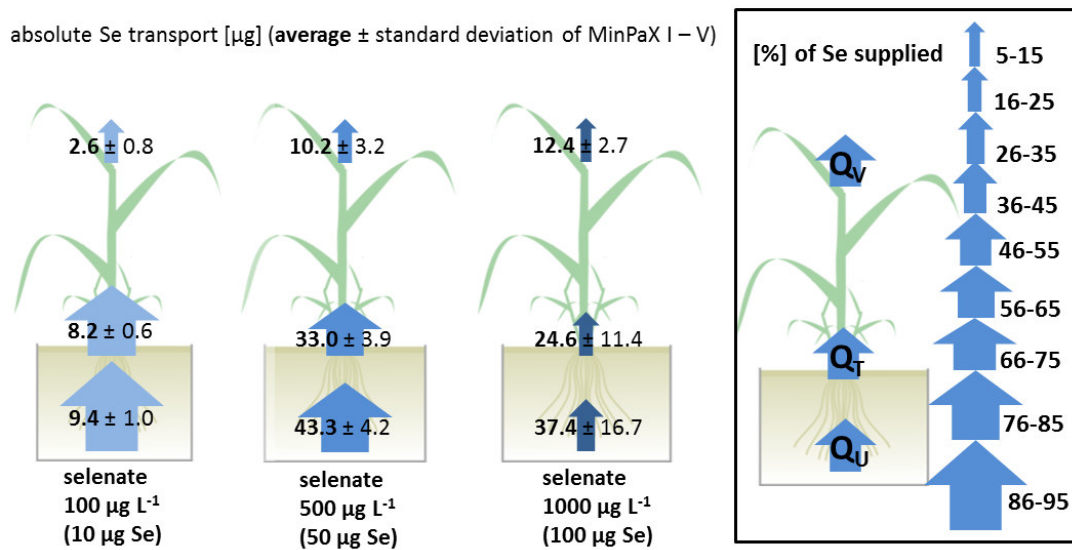 absolute Se transport [µg] (average ± standard deviation of MinPaX I – V)
2.6 ± 0.8
8.2 ± 0.6
9.4 ± 1.0
selenate
100 µg L⁻¹
(10 µg Se)
10.2 ± 3.2
33.0 ± 3.9
43.3 ± 4.2
selenate
500 µg L⁻¹
(50 µg Se)
12.4 ± 2.7
24.6 ± 11.4
37.4 ± 16.7
selenate
1000 µg L⁻¹
(100 µg Se)
[%] of Se supplied
QV
QT
QU
5-15
16-25
26-35
36-45
46-55
56-65
66-75
76-85
86-95